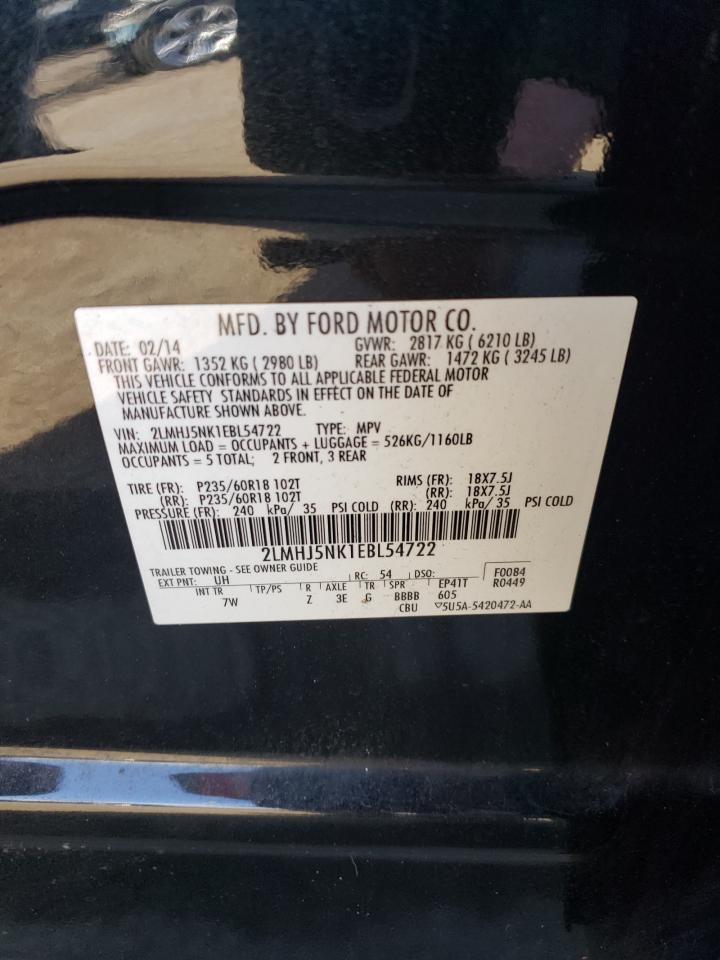 MFD. BY FORD MOTOR CO.
DATE: 02/14 GVWR: 2817 KG ( 6210 LB)
FRONT GAWR: 1352 KG ( 2980 LB) REAR GAWR: 1472 KG ( 3245 LB)
THIS VEHICLE CONFORMS TO ALL APPLICABLE FEDERAL MOTOR
VEHICLE SAFETY STANDARDS IN EFFECT ON THE DATE OF
MANUFACTURE SHOWN ABOVE.
VIN: 2LMHJ5NK1EBL54722 TYPE: MPV
MAXIMUM LOAD = OCCUPANTS + LUGGAGE = 526KG/1160LB
OCCUPANTS = 5 TOTAL; 2 FRONT, 3 REAR
TIRE (FR): P235/60R18 102T RIMS (FR): 18X7.5J
(RR): P235/60R18 102T (RR): 18X7.5J
PRESSURE (FR): 240 kPa/ 35 PSI COLD (RR): 240 kPa/ 35 PSI COLD
2LMHJ5NK1EBL54722
TRAILER TOWING - SEE OWNER GUIDE
EXT PNT: UH RC: 54 DSO: F0084
INT TR TP/PS R AXLE TR SPR EP41T R0449
7W Z 3E G BBBB 605
CBU ▽5U5A-5420472-AA